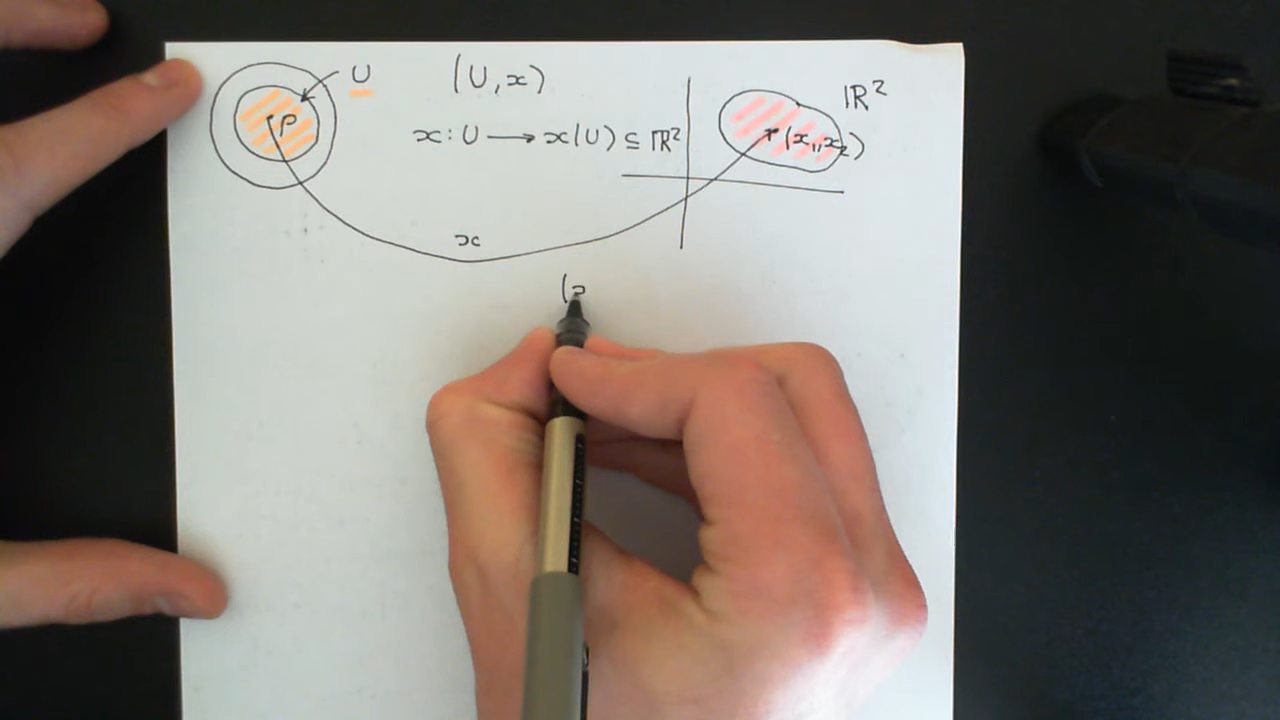 U
(U,x)
ℝ²
x: U ⟶ x(U) ⊆ ℝ²
p
(x₁,x₂)
x
(